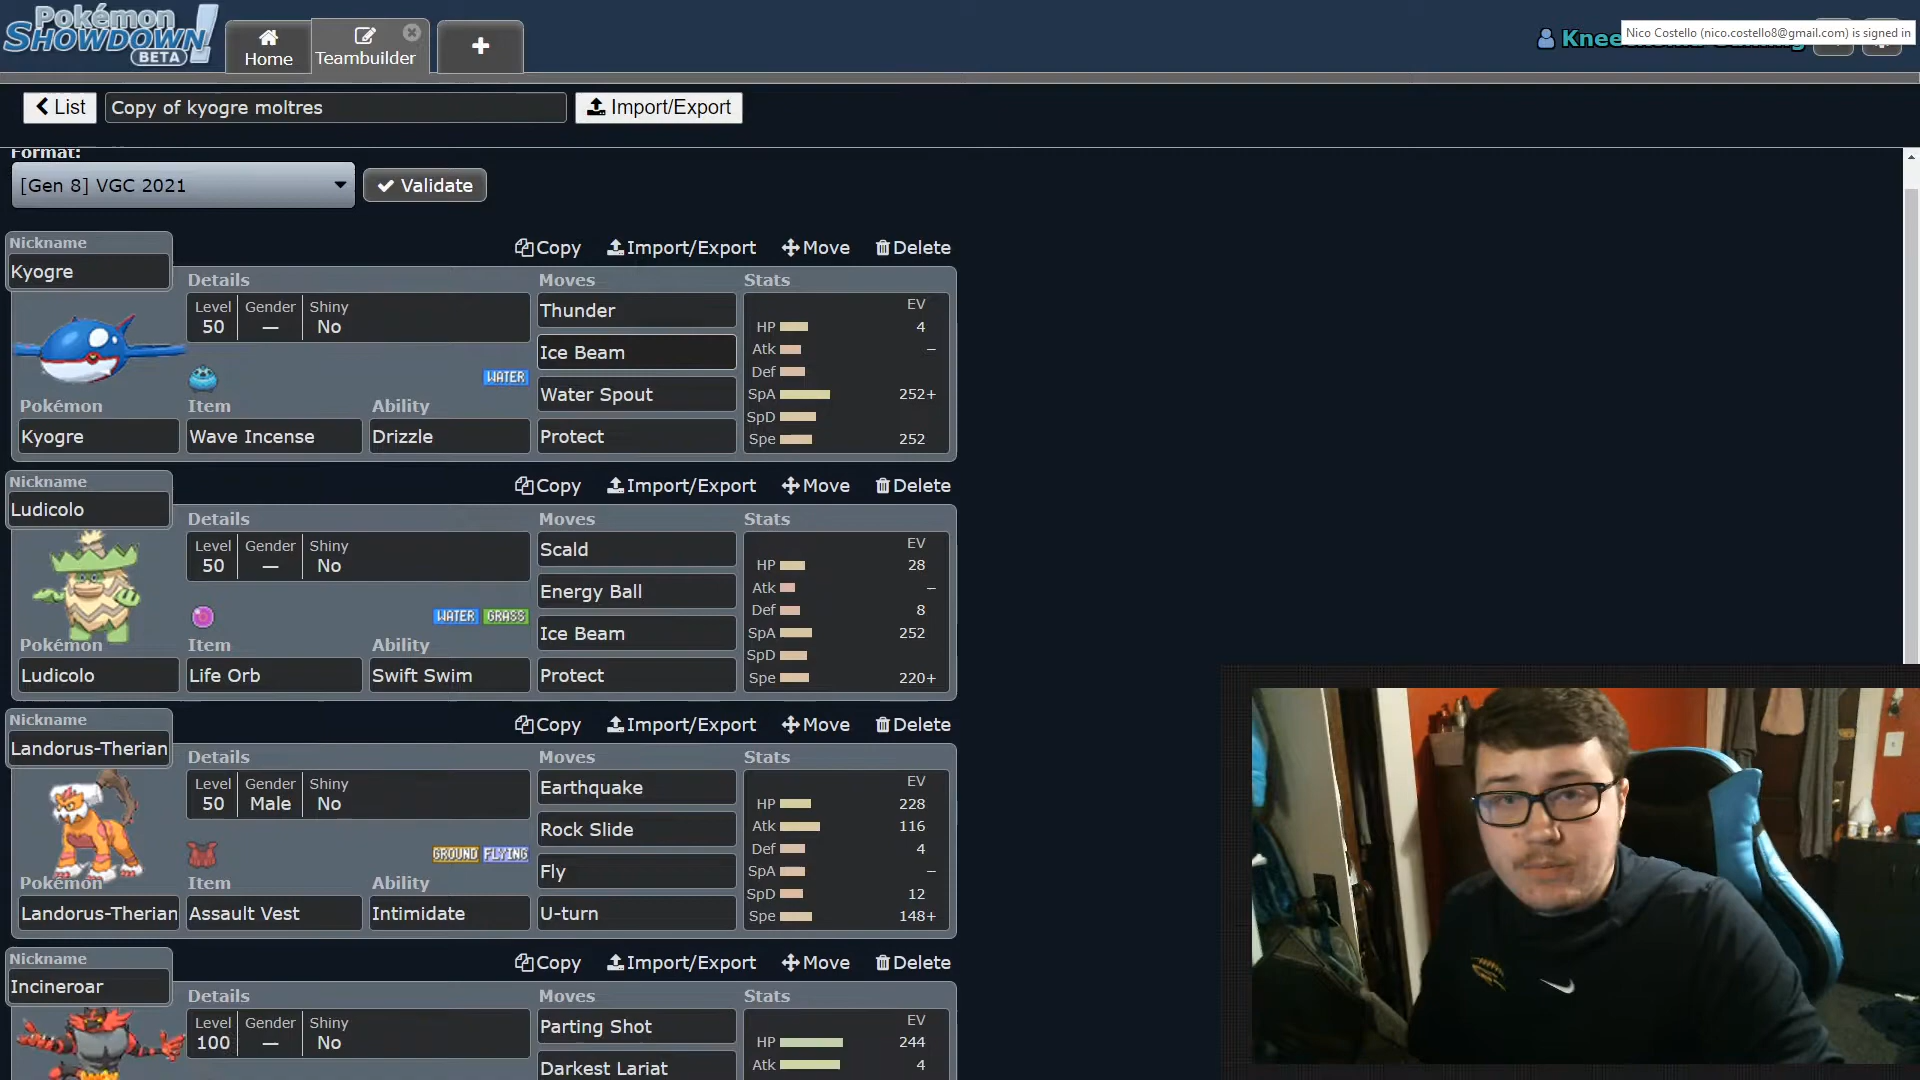 Pokémon
SHOWDOWN!
BETA
Home
Teambuilder
+
Nico Costello (nico.costello8@gmail.com) is signed in
List
Copy of kyogre moltres
Import/Export
Format:
[Gen 8] VGC 2021
Validate
Nickname
Kyogre
Copy Import/Export Move Delete
Details Moves Stats
Level Gender Shiny
50 — No
WATER
Pokémon Item Ability
Kyogre Wave Incense Drizzle
Thunder
Ice Beam
Water Spout
Protect
EV
HP 4
Atk –
Def
SpA 252+
SpD
Spe 252
Nickname
Ludicolo
Copy Import/Export Move Delete
Details Moves Stats
Level Gender Shiny
50 — No
WATER GRASS
Pokémon Item Ability
Ludicolo Life Orb Swift Swim
Scald
Energy Ball
Ice Beam
Protect
EV
HP 28
Atk –
Def 8
SpA 252
SpD
Spe 220+
Nickname
Landorus-Therian
Copy Import/Export Move Delete
Details Moves Stats
Level Gender Shiny
50 Male No
GROUND FLYING
Pokémon Item Ability
Landorus-Therian Assault Vest Intimidate
Earthquake
Rock Slide
Fly
U-turn
EV
HP 228
Atk 116
Def 4
SpA –
SpD 12
Spe 148+
Nickname
Incineroar
Copy Import/Export Move Delete
Details Moves Stats
Level Gender Shiny
100 — No
Parting Shot
Darkest Lariat
EV
HP 244
Atk 4